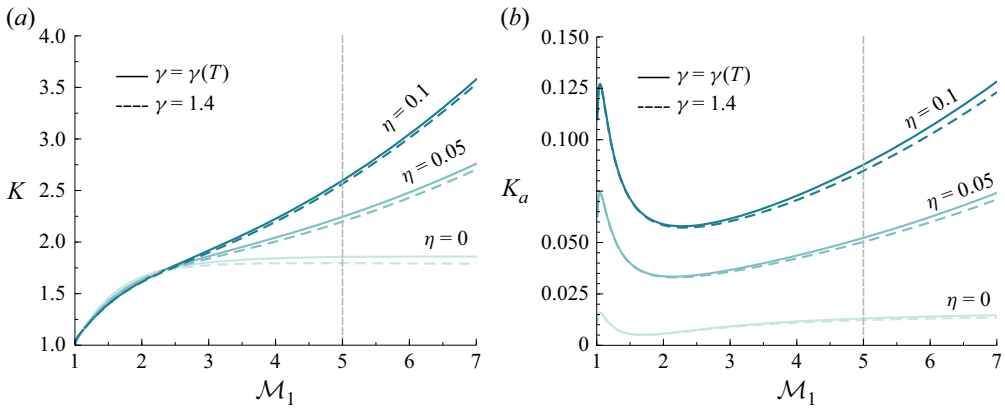 (a)
4.0
3.5
3.0
2.5
2.0
1.5
1.0
K
γ = γ(T)
γ = 1.4
η = 0.1
η = 0.05
η = 0
1 2 3 4 5 6 7
ℳ₁
(b)
0.150
0.125
0.100
0.075
0.050
0.025
0
Kₐ
γ = γ(T)
γ = 1.4
η = 0.1
η = 0.05
η = 0
1 2 3 4 5 6 7
ℳ₁